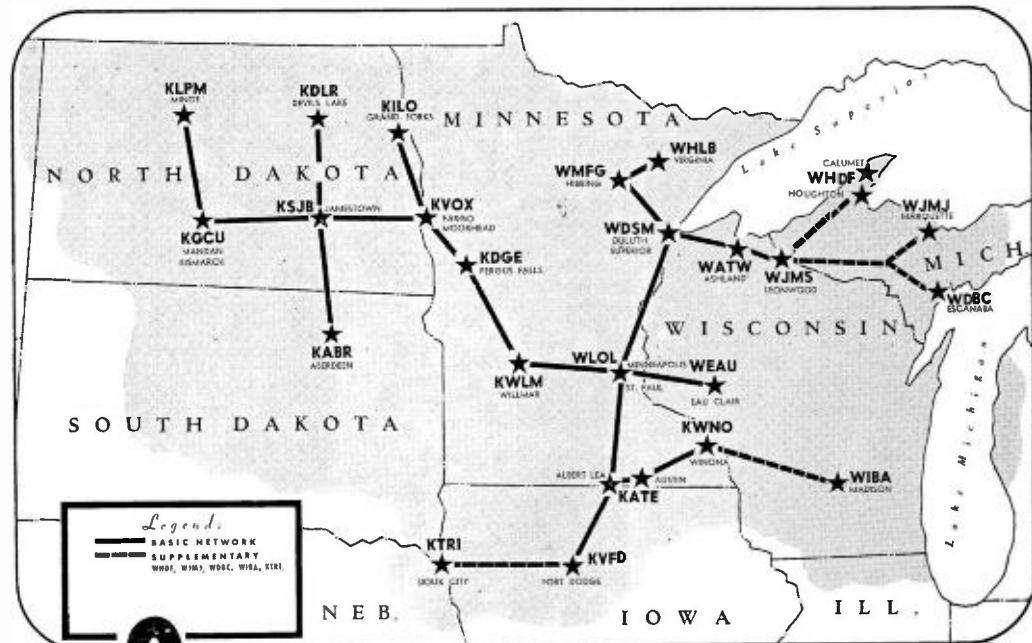 KLPM
MINOT
KDLR
DEVILS LAKE
KILO
GRAND FORKS
MINNESOTA
WHLB
VIRGINIA
WMFG
HIBBING
Lake Superior
CALUMET
WHDF
HOUGHTON
WJMJ
MARQUETTE
NORTH DAKOTA
KSJB
JAMESTOWN
KVOX
FARGO
MOORHEAD
KGCU
MANDAN
BISMARCK
KDGE
FERGUS FALLS
WDSM
DULUTH
SUPERIOR
WATW
ASHLAND
WJMS
IRONWOOD
MICH
WDBC
ESCANABA
WISCONSIN
KABR
ABERDEEN
KWLM
WILLMAR
WLOL
MINNEAPOLIS
ST. PAUL
WEAU
EAU CLAIR
SOUTH DAKOTA
KWNO
WINONA
ALBERT LEA
KATE
AUSTIN
WIBA
MADISON
Lake Michigan
Legend:
BASIC NETWORK
SUPPLEMENTARY
WHDF, WJMJ, WDBC, WIBA, KTRI,
KTRI
SIOUX CITY
KVFD
FORT DODGE
NEB.
IOWA
ILL.